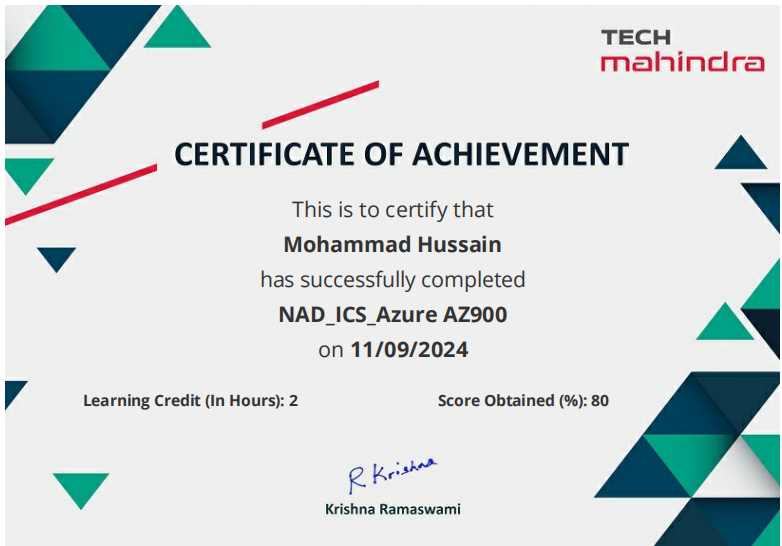 TECH
mahindra
CERTIFICATE OF ACHIEVEMENT
This is to certify that
Mohammad Hussain
has successfully completed
NAD_ICS_Azure AZ900
on 11/09/2024
Learning Credit (In Hours): 2
Score Obtained (%): 80
R Krishna
Krishna Ramaswami